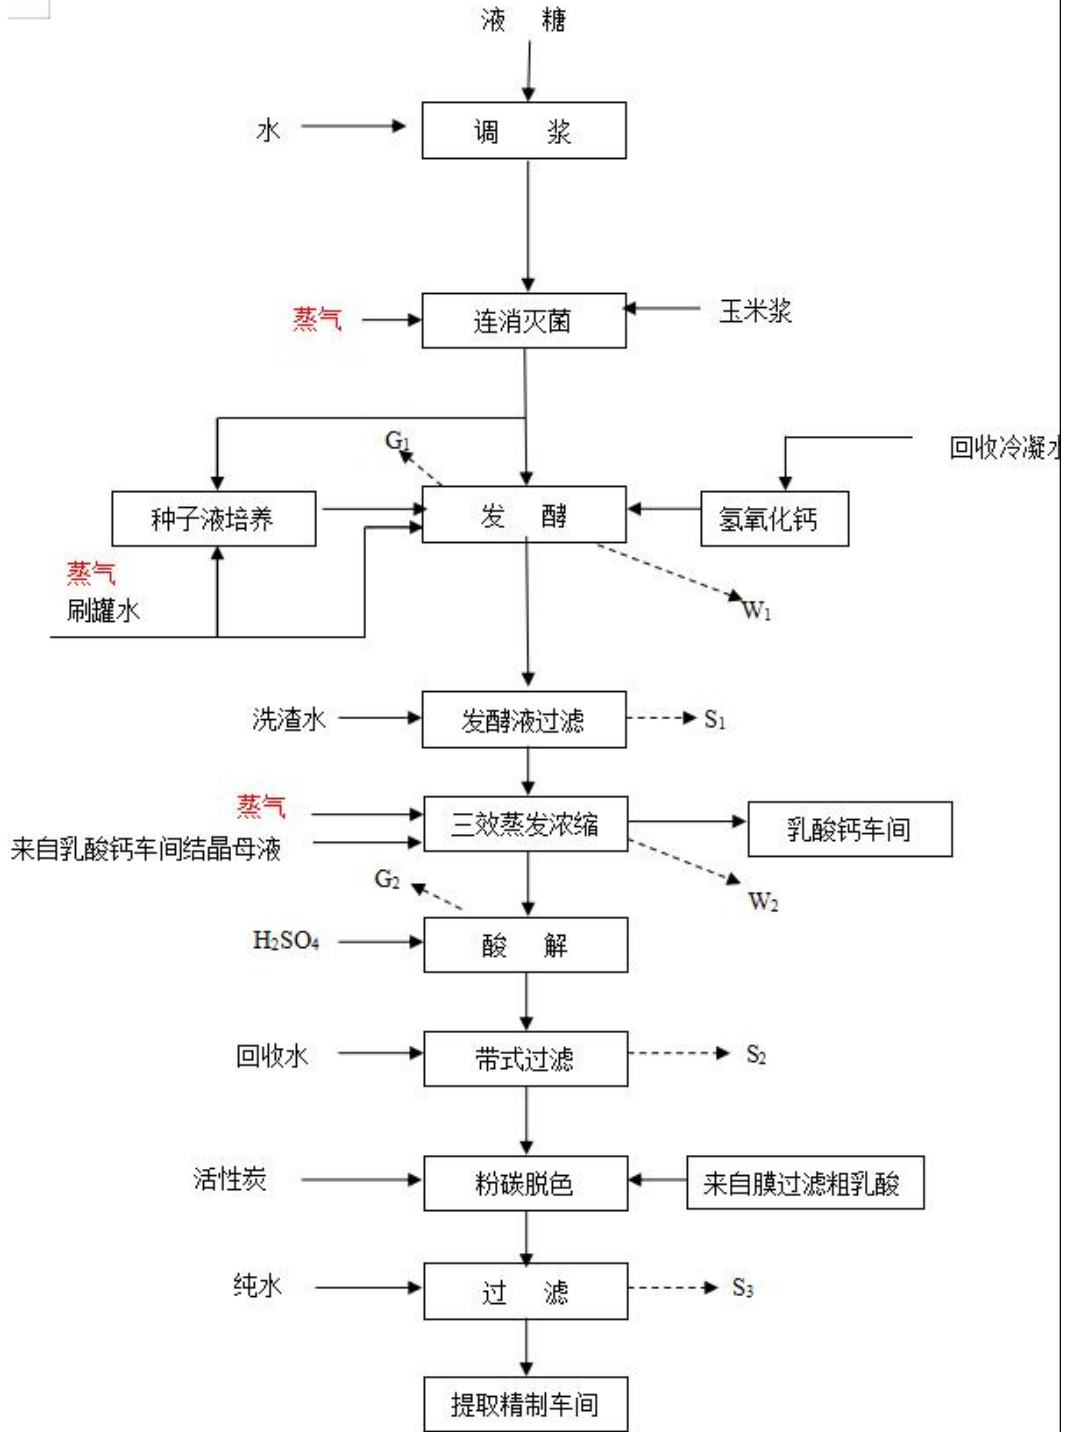 液 糖
水
调 浆
蒸气
连消灭菌
玉米浆
G₁
回收冷凝水
种子液培养
发 酵
氢氧化钙
蒸气
刷罐水
W₁
洗渣水
发酵液过滤
S₁
蒸气
三效蒸发浓缩
乳酸钙车间
来自乳酸钙车间结晶母液
G₂
W₂
H₂SO₄
酸 解
回收水
带式过滤
S₂
活性炭
粉碳脱色
来自膜过滤粗乳酸
纯水
过 滤
S₃
提取精制车间